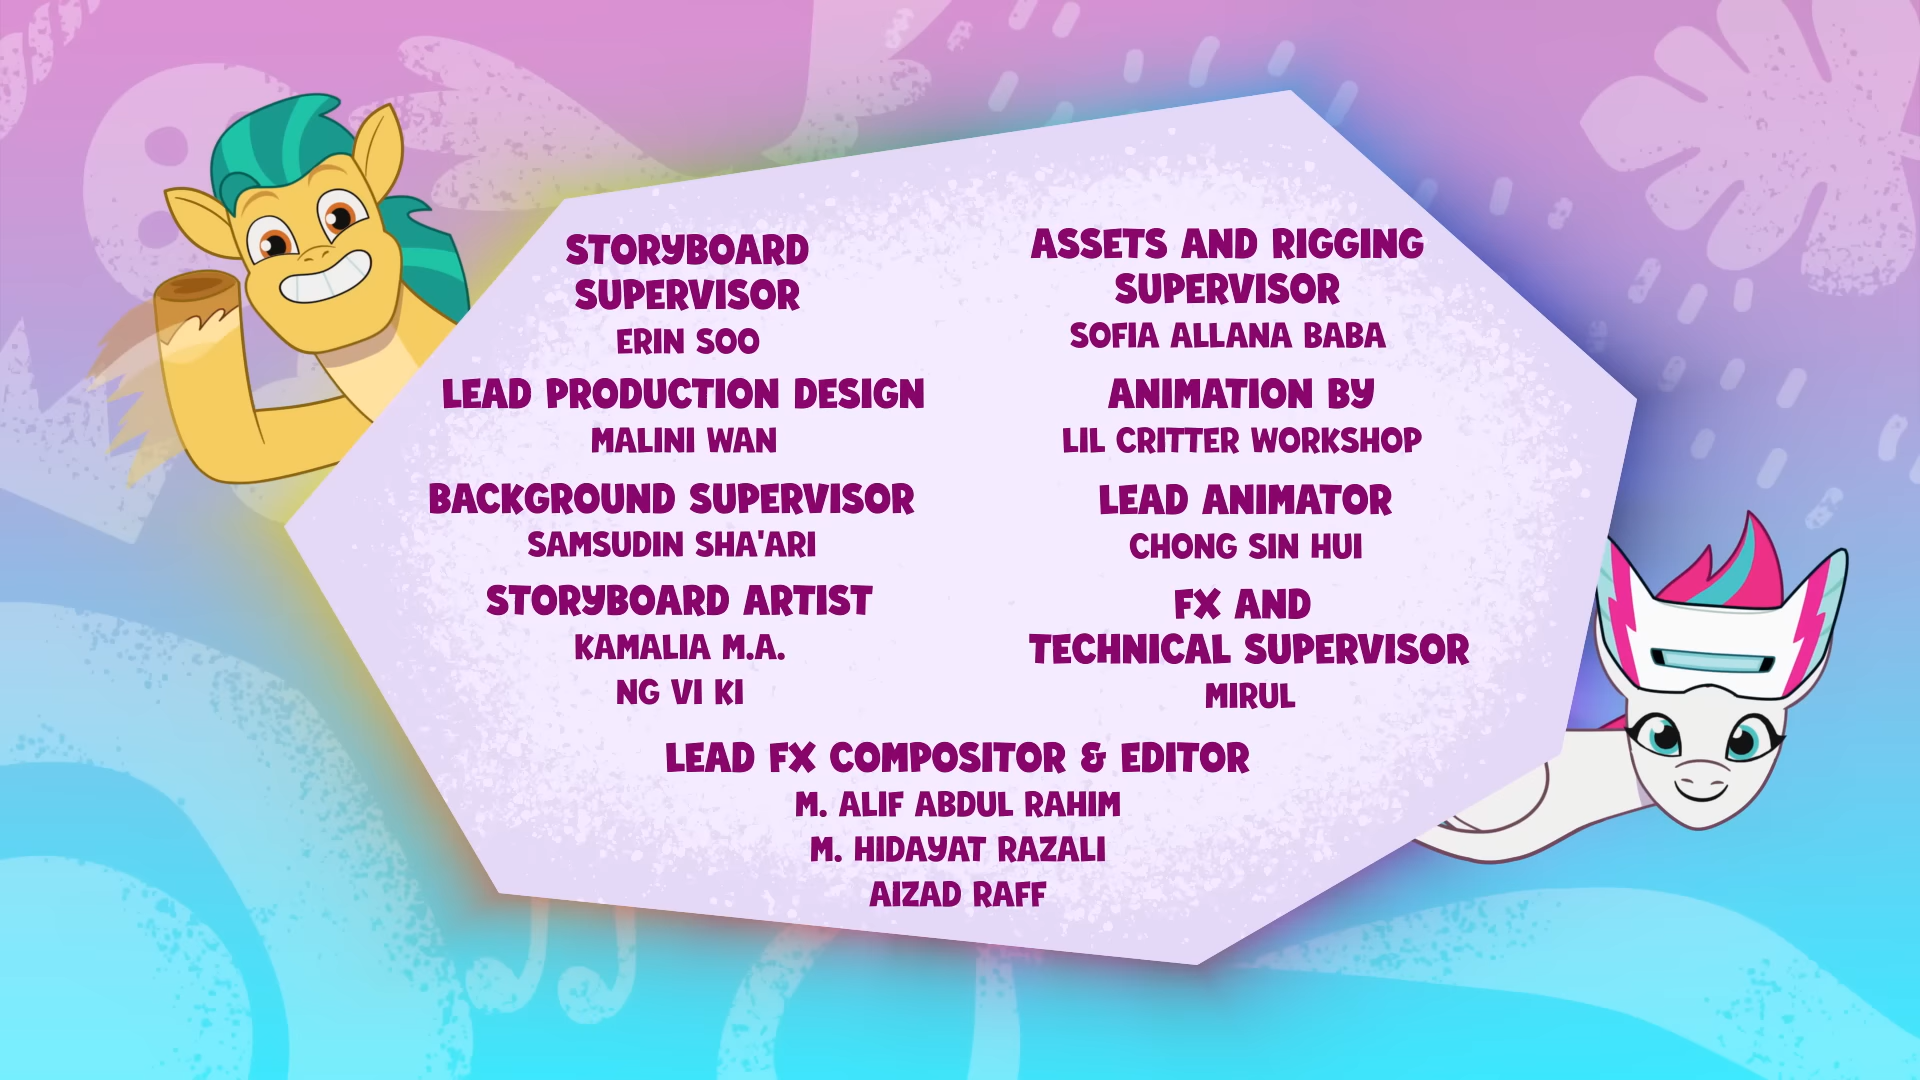 STORYBOARD
SUPERVISOR
ERIN SOO
LEAD PRODUCTION DESIGN
MALINI WAN
BACKGROUND SUPERVISOR
SAMSUDIN SHA'ARI
STORYBOARD ARTIST
KAMALIA M.A.
NG VI KI
ASSETS AND RIGGING
SUPERVISOR
SOFIA ALLANA BABA
ANIMATION BY
LIL CRITTER WORKSHOP
LEAD ANIMATOR
CHONG SIN HUI
FX AND
TECHNICAL SUPERVISOR
MIRUL
LEAD FX COMPOSITOR & EDITOR
M. ALIF ABDUL RAHIM
M. HIDAYAT RAZALI
AIZAD RAFF